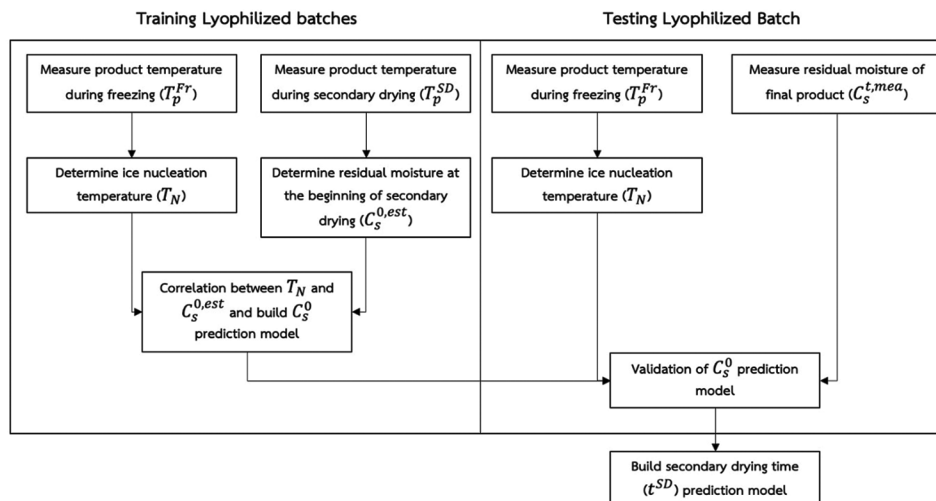 Training Lyophilized batches
Testing Lyophilized Batch
Measure product temperature
during freezing (T_p^{Fr})
Measure product temperature
during secondary drying (T_p^{SD})
Measure product temperature
during freezing (T_p^{Fr})
Measure residual moisture of
final product (C_s^{t,mea})
Determine ice nucleation
temperature (T_N)
Determine residual moisture at
the beginning of secondary
drying (C_s^{0,est})
Determine ice nucleation
temperature (T_N)
Correlation between T_N and
C_s^{0,est} and build C_s^0
prediction model
Validation of C_s^0 prediction
model
Build secondary drying time
(t^{SD}) prediction model